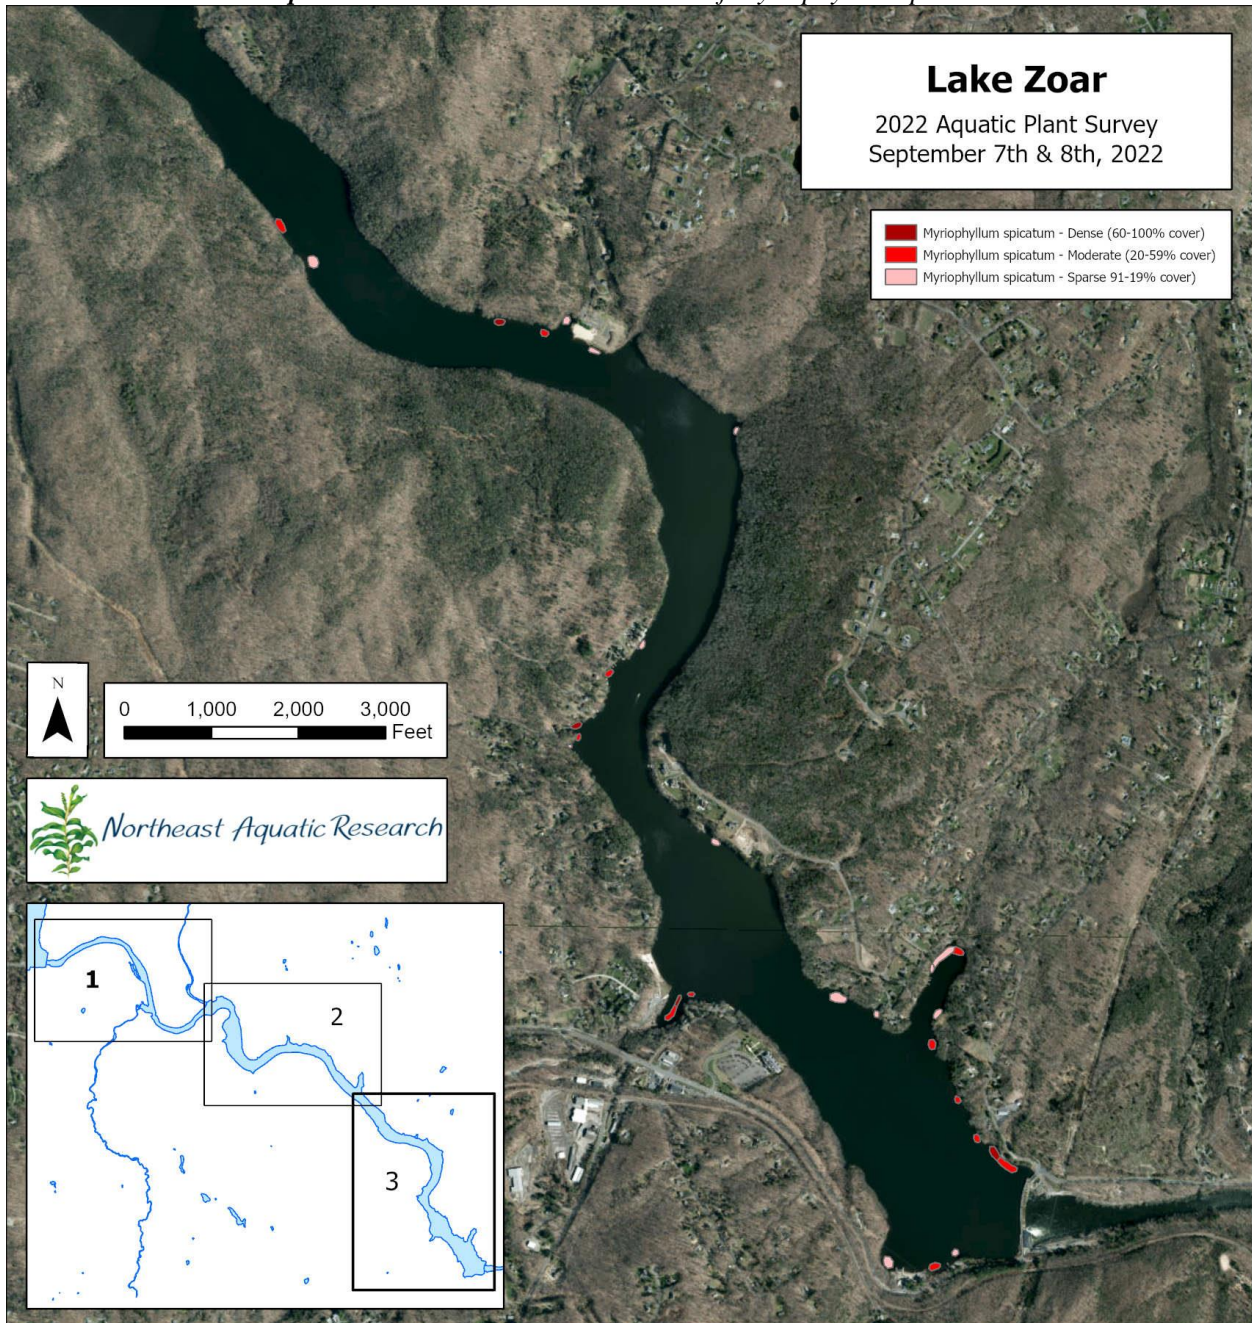 Lake Zoar
2022 Aquatic Plant Survey
September 7th & 8th, 2022
Myriophyllum spicatum - Dense (60-100% cover)
Myriophyllum spicatum - Moderate (20-59% cover)
Myriophyllum spicatum - Sparse 91-19% cover)
N
0 1,000 2,000 3,000
Feet
Northeast Aquatic Research
1
2
3